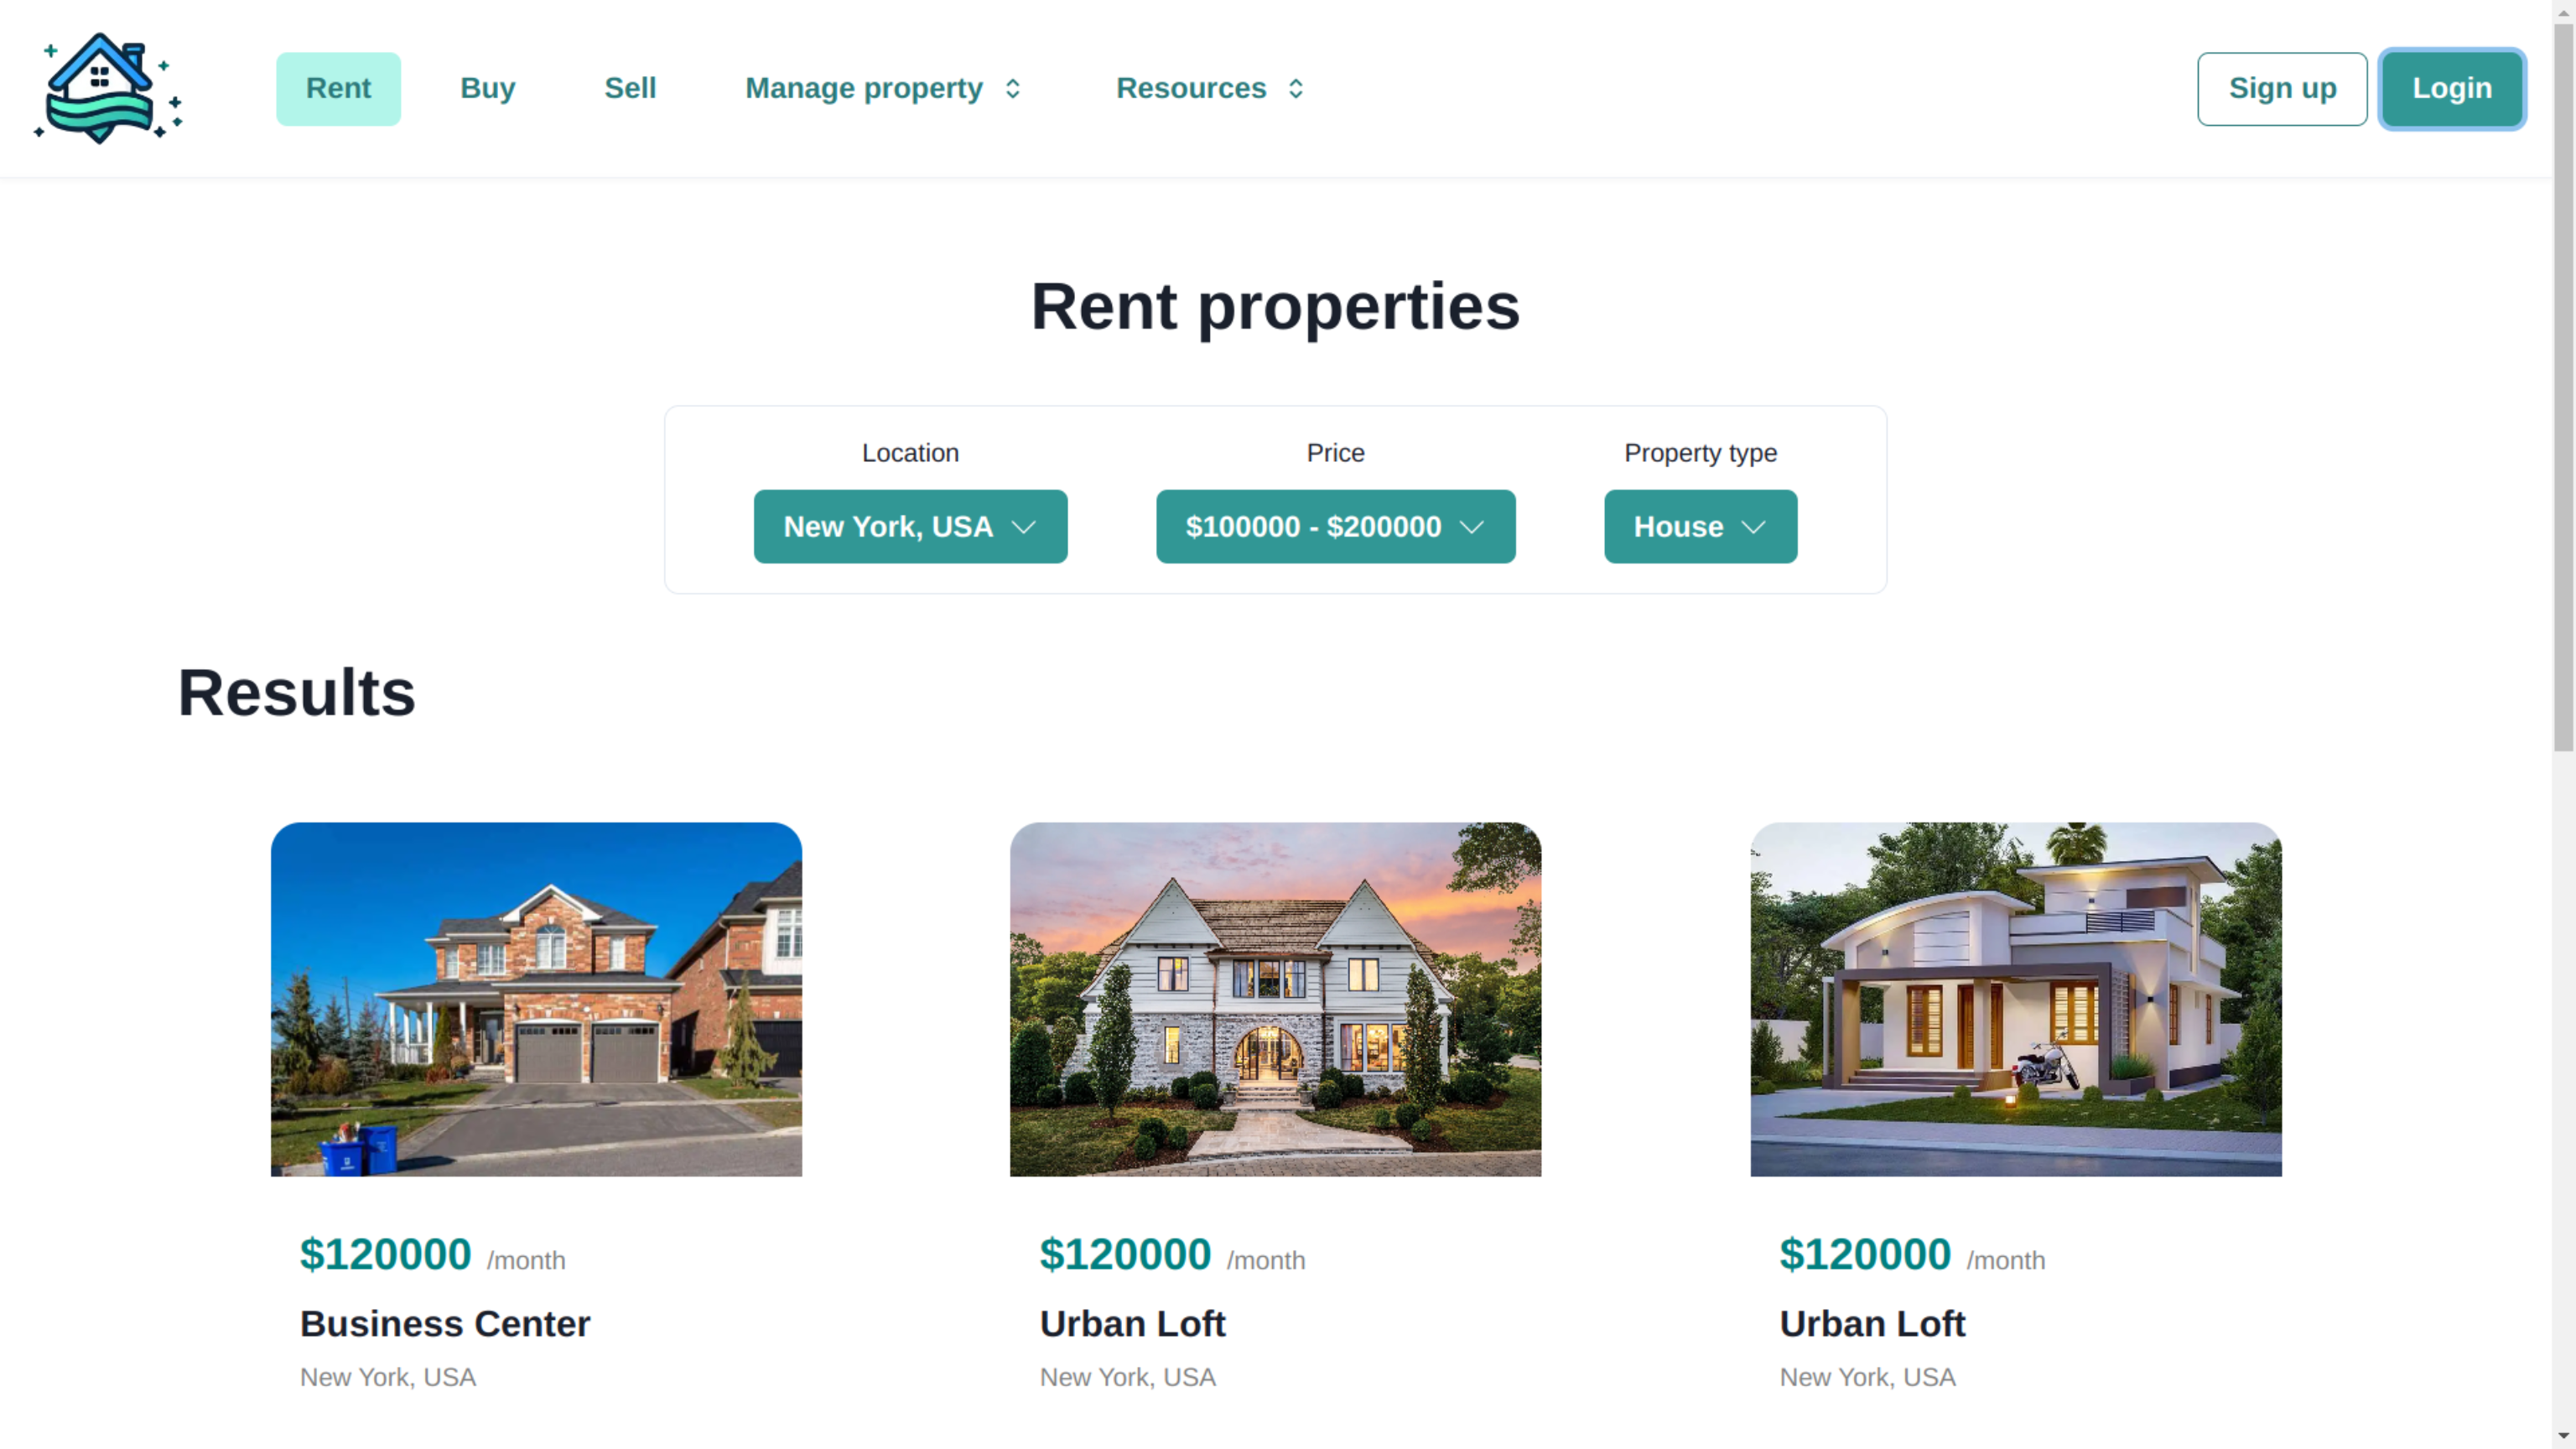 Rent
Buy
Sell
Manage property
Resources
Sign up
Login
Rent properties
Location
Price
Property type
New York, USA
$100000 - $200000
House
Results
$120000 /month
Business Center
New York, USA
$120000 /month
Urban Loft
New York, USA
$120000 /month
Urban Loft
New York, USA